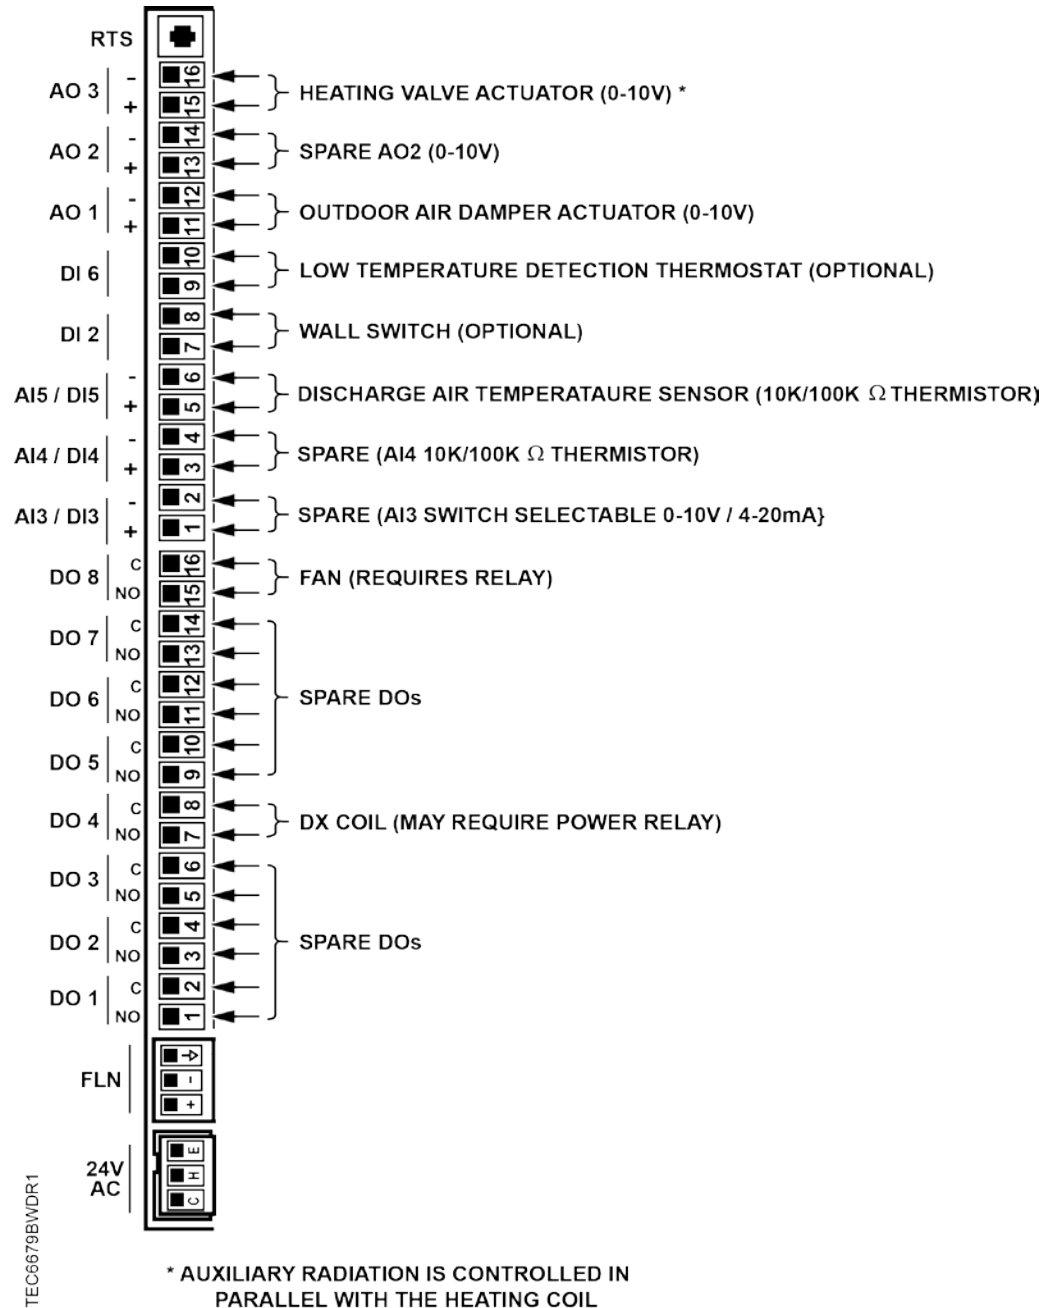 RTS
AO 3 - 16
+ 15
HEATING VALVE ACTUATOR (0-10V) *
AO 2 - 14
+ 13
SPARE AO2 (0-10V)
AO 1 - 12
+ 11
OUTDOOR AIR DAMPER ACTUATOR (0-10V)
DI 6 10
9
LOW TEMPERATURE DETECTION THERMOSTAT (OPTIONAL)
DI 2 8
7
WALL SWITCH (OPTIONAL)
AI5 / DI5 - 6
+ 5
DISCHARGE AIR TEMPERATAURE SENSOR (10K/100K Ω THERMISTOR)
AI4 / DI4 - 4
+ 3
SPARE (AI4 10K/100K Ω THERMISTOR)
AI3 / DI3 - 2
+ 1
SPARE (AI3 SWITCH SELECTABLE 0-10V / 4-20mA}
DO 8 C 16
NO 15
FAN (REQUIRES RELAY)
DO 7 C 14
NO 13
DO 6 C 12
NO 11
SPARE DOs
DO 5 C 10
NO 9
DO 4 C 8
NO 7
DX COIL (MAY REQUIRE POWER RELAY)
DO 3 C 6
NO 5
DO 2 C 4
NO 3
SPARE DOs
DO 1 C 2
NO 1
FLN
-
+
24V
AC
E
H
C
TEC6679BWDR1
* AUXILIARY RADIATION IS CONTROLLED IN
PARALLEL WITH THE HEATING COIL